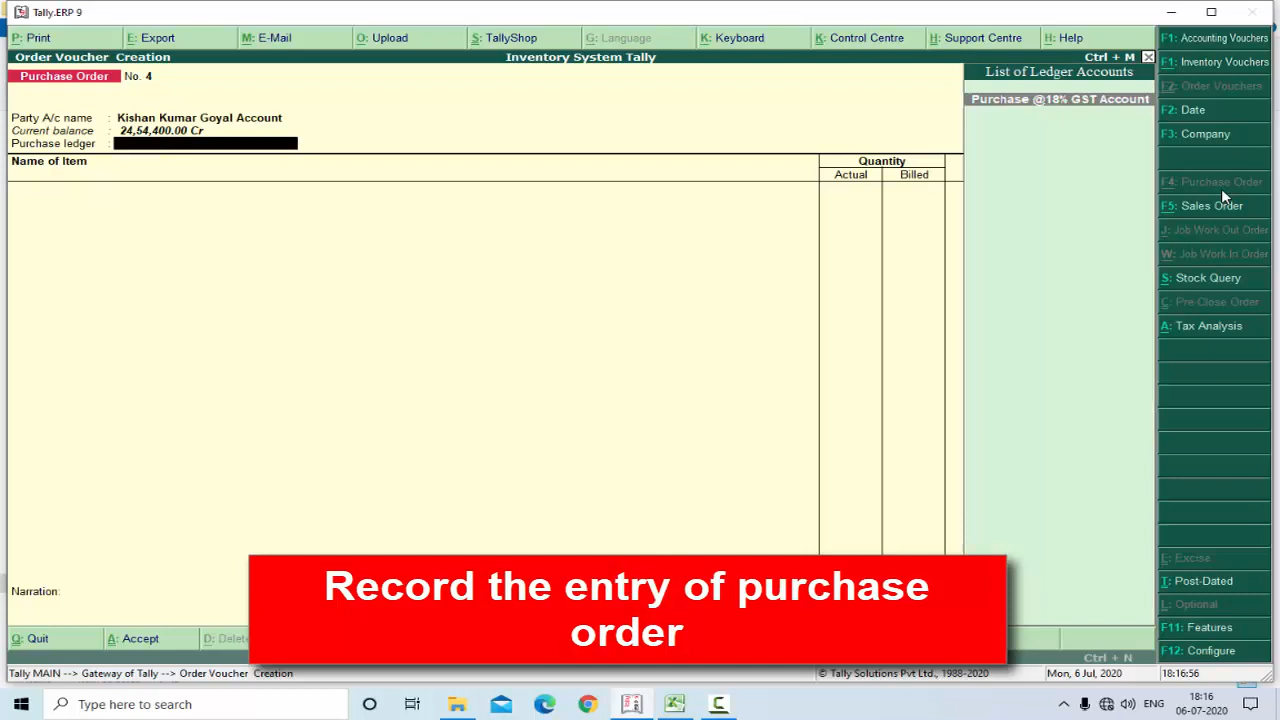 Tally.ERP 9
P: Print
E: Export
M: E-Mail
O: Upload
S: TallyShop
G: Language
K: Keyboard
K: Control Centre
H: Support Centre
H: Help
Order Voucher Creation
Inventory System Tally
Ctrl + M
Purchase Order No. 4
Party A/c name : Kishan Kumar Goyal Account
Current balance : 24,54,400.00 Cr
Purchase ledger :
Name of Item
Quantity
Actual
Billed
List of Ledger Accounts
Purchase @18% GST Account
F1: Accounting Vouchers
F1: Inventory Vouchers
F2: Order Vouchers
F2: Date
F3: Company
F4: Purchase Order
F5: Sales Order
J: Job Work Out Order
W: Job Work In Order
S: Stock Query
C: Pre-Close Order
A: Tax Analysis
E: Excise
T: Post-Dated
L: Optional
F11: Features
F12: Configure
Narration:
Record the entry of purchase
order
Q: Quit
A: Accept
D: Delete
Ctrl + N
Tally MAIN --> Gateway of Tally --> Order Voucher Creation
© Tally Solutions Pvt Ltd., 1988-2020
Mon, 6 Jul, 2020
18:16:56
Type here to search
ENG
18:16
06-07-2020